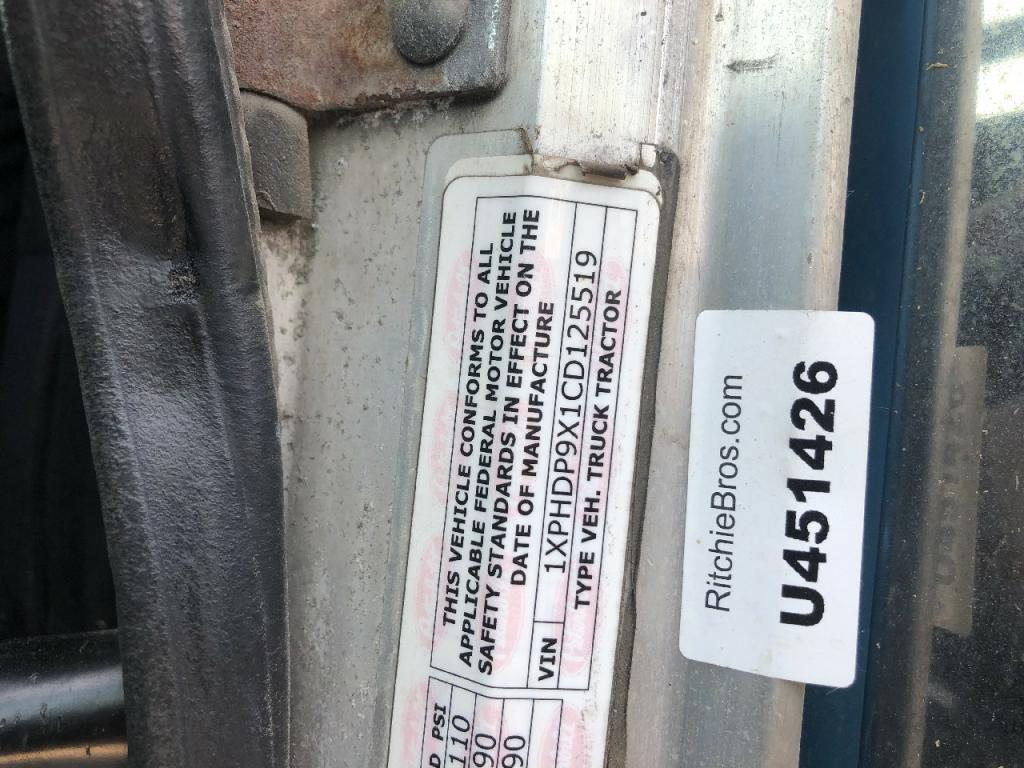 THIS VEHICLE CONFORMS TO ALL
APPLICABLE FEDERAL MOTOR VEHICLE
SAFETY STANDARDS IN EFFECT ON THE
DATE OF MANUFACTURE
VIN 1XPHDP9X1CD125519
TYPE VEH. TRUCK TRACTOR
PSI
110
90
90
RitchieBros.com
U451426